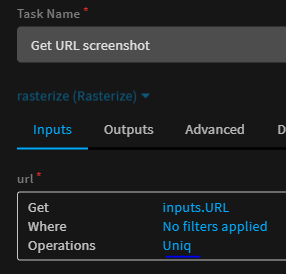 Task Name *
Get URL screenshot
rasterize (Rasterize)
Inputs Outputs Advanced D
url *
Get inputs.URL
Where No filters applied
Operations Uniq